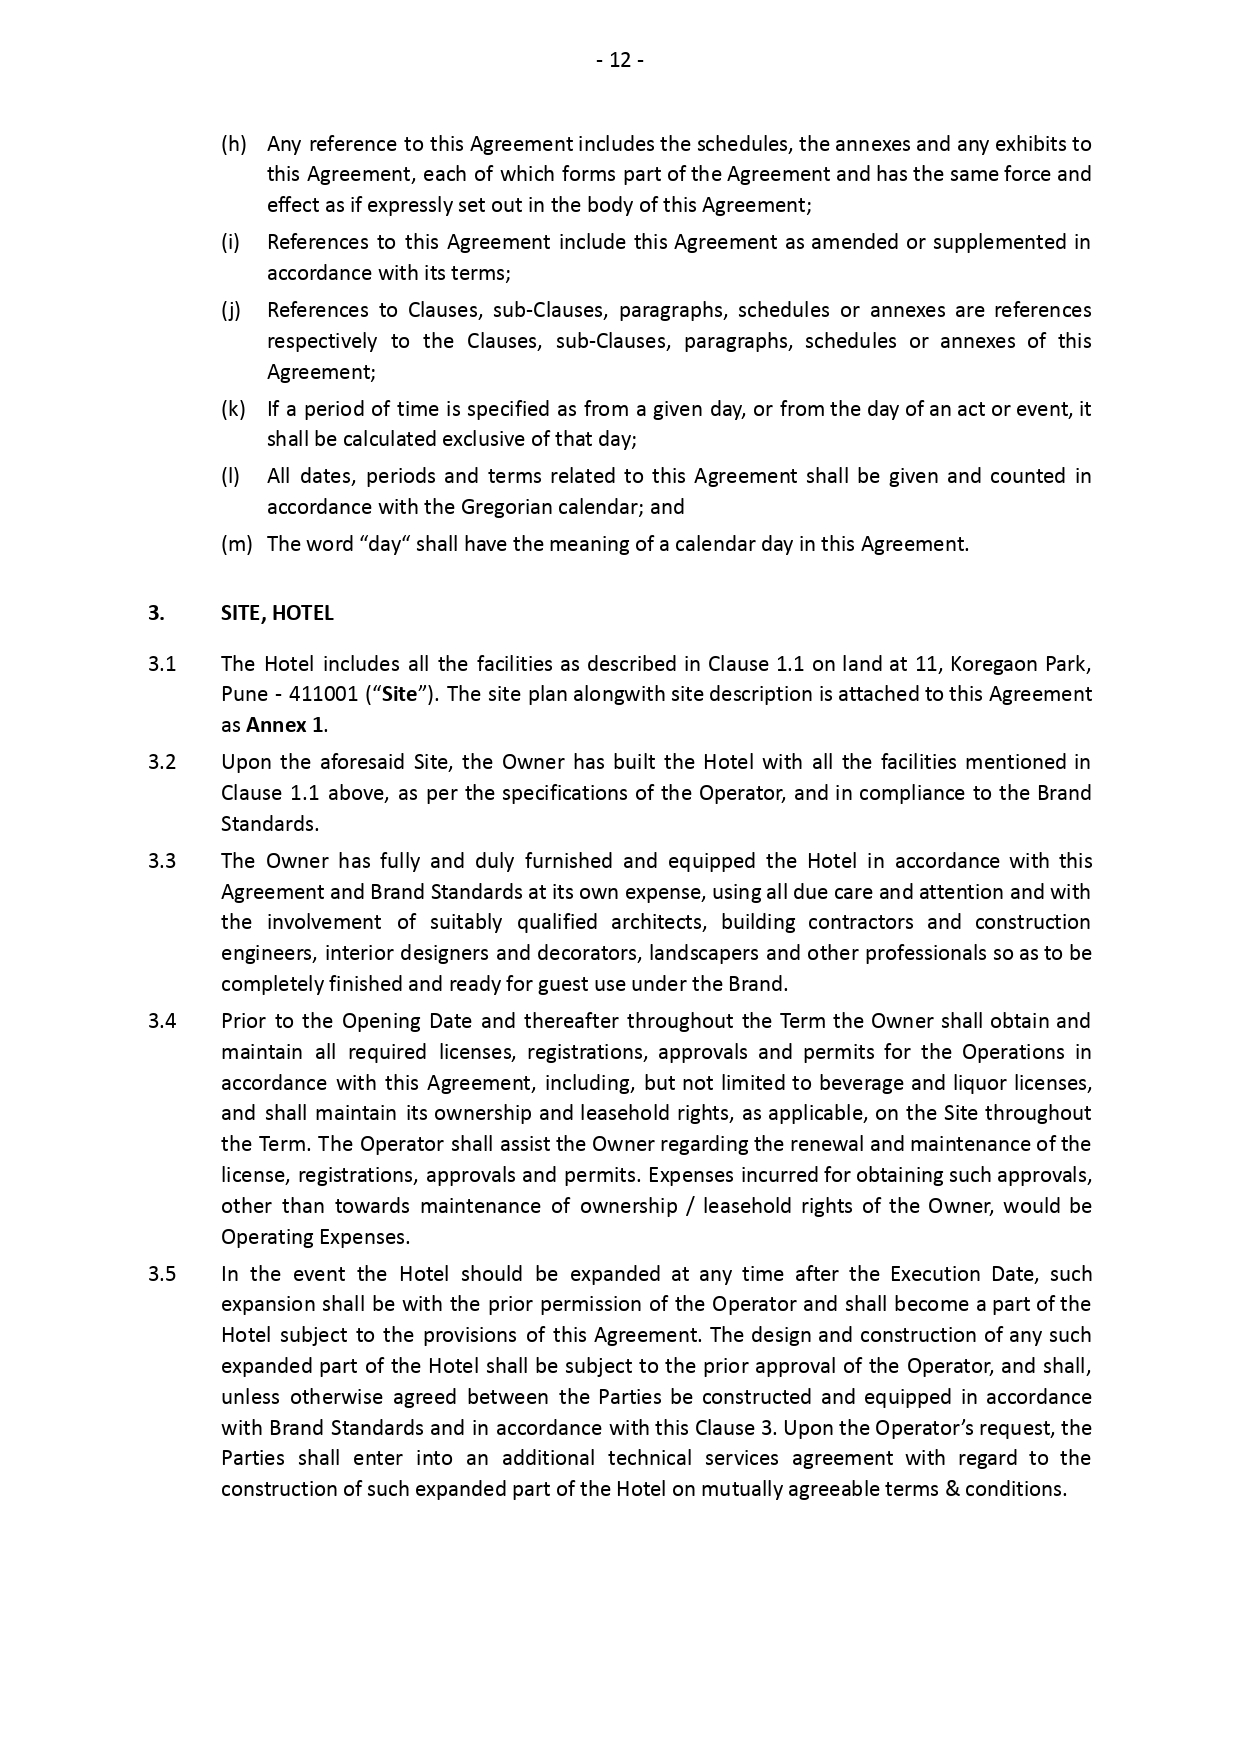 - 12 -
(h) Any reference to this Agreement includes the schedules, the annexes and any exhibits to
this Agreement, each of which forms part of the Agreement and has the same force and
effect as if expressly set out in the body of this Agreement;
(i) References to this Agreement include this Agreement as amended or supplemented in
accordance with its terms;
(j) References to Clauses, sub-Clauses, paragraphs, schedules or annexes are references
respectively to the Clauses, sub-Clauses, paragraphs, schedules or annexes of this
Agreement;
(k) If a period of time is specified as from a given day, or from the day of an act or event, it
shall be calculated exclusive of that day;
(l) All dates, periods and terms related to this Agreement shall be given and counted in
accordance with the Gregorian calendar; and
(m) The word “day“ shall have the meaning of a calendar day in this Agreement.
3. SITE, HOTEL
3.1 The Hotel includes all the facilities as described in Clause 1.1 on land at 11, Koregaon Park,
Pune - 411001 (“Site”). The site plan alongwith site description is attached to this Agreement
as Annex 1.
3.2 Upon the aforesaid Site, the Owner has built the Hotel with all the facilities mentioned in
Clause 1.1 above, as per the specifications of the Operator, and in compliance to the Brand
Standards.
3.3 The Owner has fully and duly furnished and equipped the Hotel in accordance with this
Agreement and Brand Standards at its own expense, using all due care and attention and with
the involvement of suitably qualified architects, building contractors and construction
engineers, interior designers and decorators, landscapers and other professionals so as to be
completely finished and ready for guest use under the Brand.
3.4 Prior to the Opening Date and thereafter throughout the Term the Owner shall obtain and
maintain all required licenses, registrations, approvals and permits for the Operations in
accordance with this Agreement, including, but not limited to beverage and liquor licenses,
and shall maintain its ownership and leasehold rights, as applicable, on the Site throughout
the Term. The Operator shall assist the Owner regarding the renewal and maintenance of the
license, registrations, approvals and permits. Expenses incurred for obtaining such approvals,
other than towards maintenance of ownership / leasehold rights of the Owner, would be
Operating Expenses.
3.5 In the event the Hotel should be expanded at any time after the Execution Date, such
expansion shall be with the prior permission of the Operator and shall become a part of the
Hotel subject to the provisions of this Agreement. The design and construction of any such
expanded part of the Hotel shall be subject to the prior approval of the Operator, and shall,
unless otherwise agreed between the Parties be constructed and equipped in accordance
with Brand Standards and in accordance with this Clause 3. Upon the Operator’s request, the
Parties shall enter into an additional technical services agreement with regard to the
construction of such expanded part of the Hotel on mutually agreeable terms & conditions.